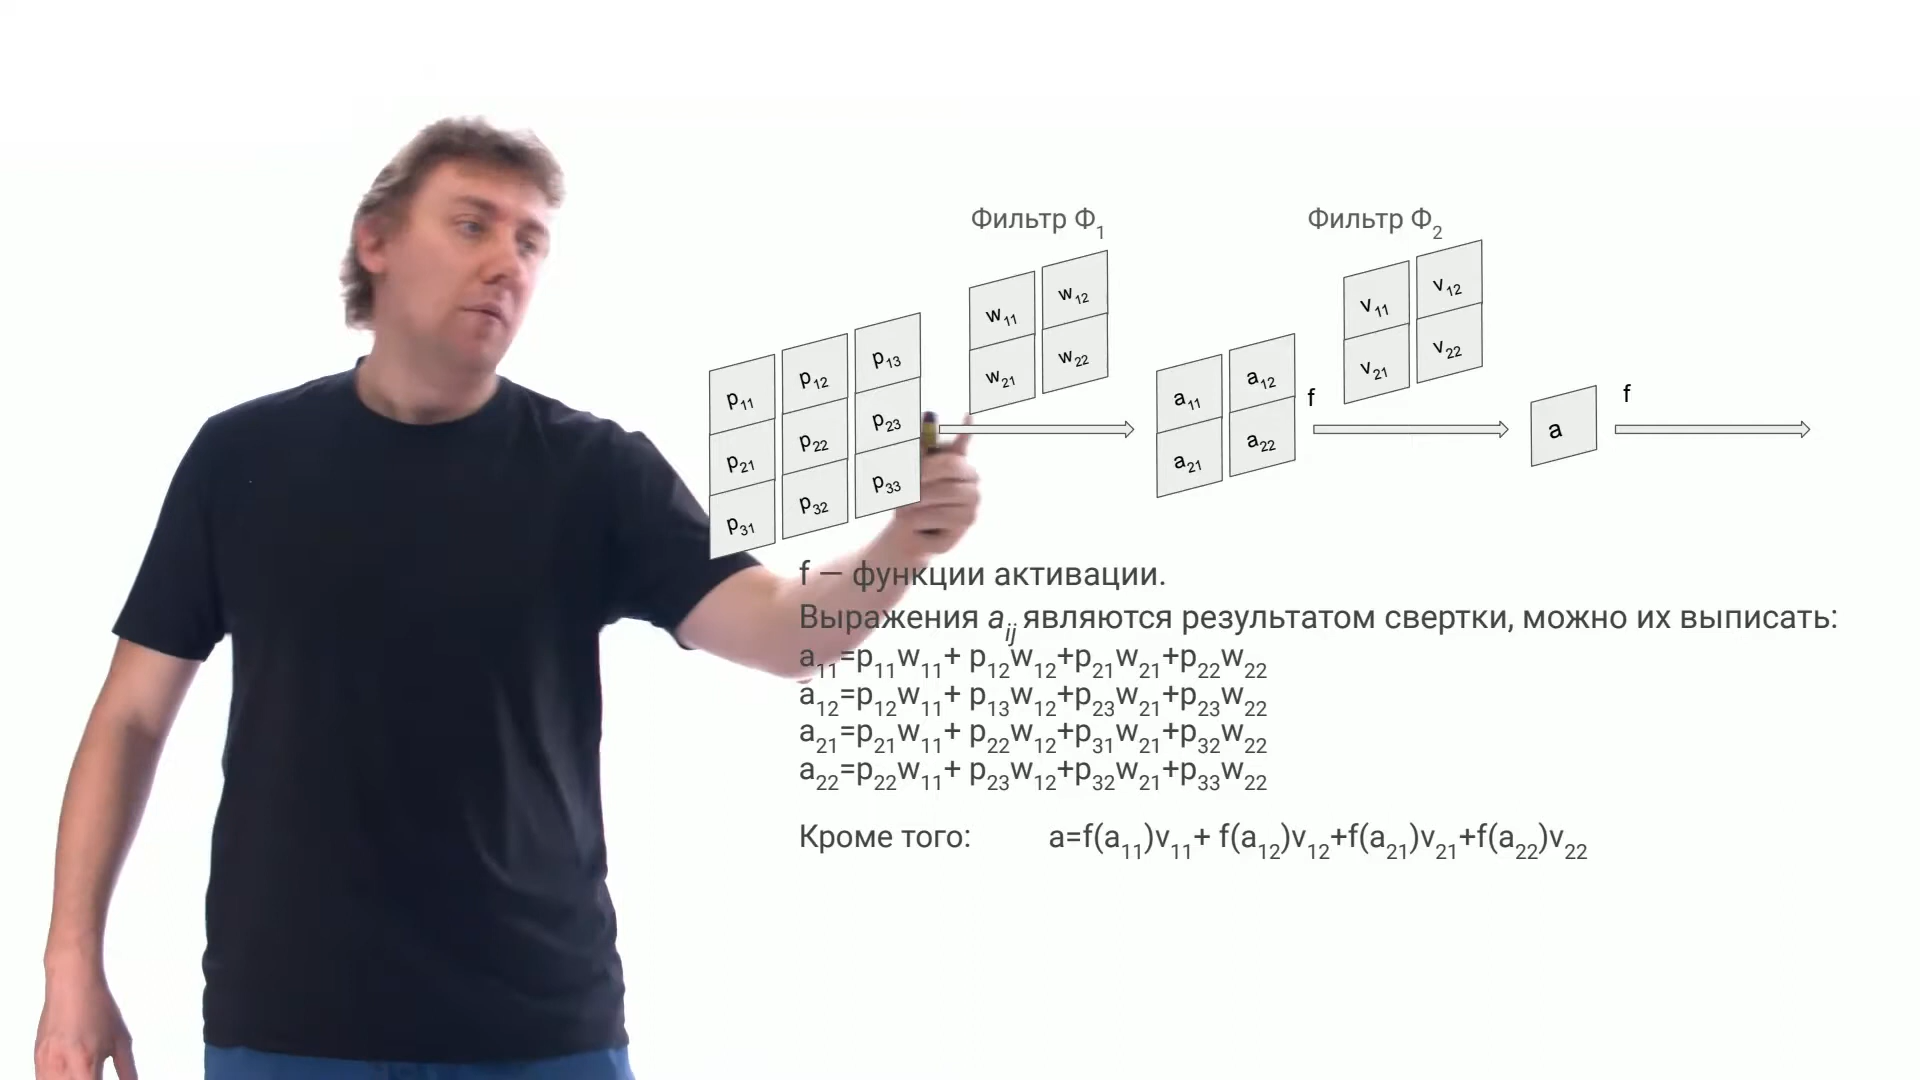 Фильтр Ф₁
Фильтр Ф₂
p₁₁ p₁₂ p₁₃
p₂₁ p₂₂ p₂₃
p₃₁ p₃₂ p₃₃
w₁₁ w₁₂
w₂₁ w₂₂
a₁₁ a₁₂
a₂₁ a₂₂
f
v₁₁ v₁₂
v₂₁ v₂₂
a
f
f — функции активации.
Выражения aᵢⱼ являются результатом свертки, можно их выписать:
a₁₁=p₁₁w₁₁+ p₁₂w₁₂+p₂₁w₂₁+p₂₂w₂₂
a₁₂=p₁₂w₁₁+ p₁₃w₁₂+p₂₃w₂₁+p₂₃w₂₂
a₂₁=p₂₁w₁₁+ p₂₂w₁₂+p₃₁w₂₁+p₃₂w₂₂
a₂₂=p₂₂w₁₁+ p₂₃w₁₂+p₃₂w₂₁+p₃₃w₂₂
Кроме того: a=f(a₁₁)v₁₁+ f(a₁₂)v₁₂+f(a₂₁)v₂₁+f(a₂₂)v₂₂